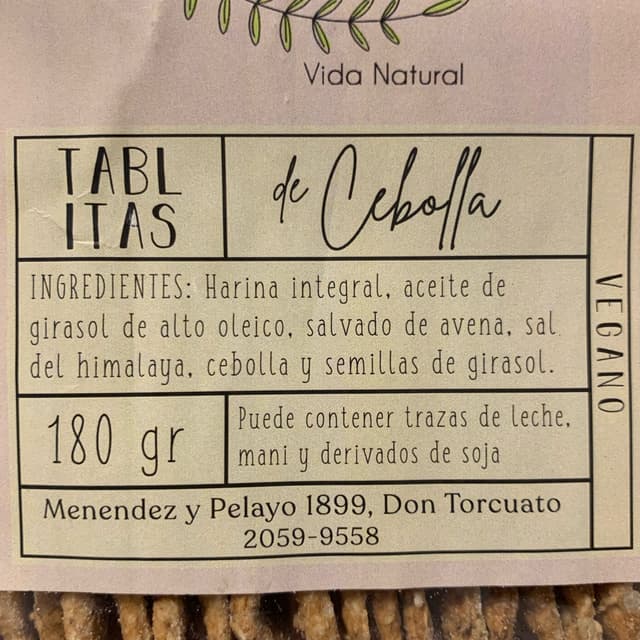 Vida Natural
TABL
ITAS
de Cebolla
INGREDIENTES: Harina integral, aceite de
girasol de alto oleico, salvado de avena, sal
del himalaya, cebolla y semillas de girasol.
VEGANO
180 gr
Puede contener trazas de leche,
mani y derivados de soja
Menendez y Pelayo 1899, Don Torcuato
2059-9558